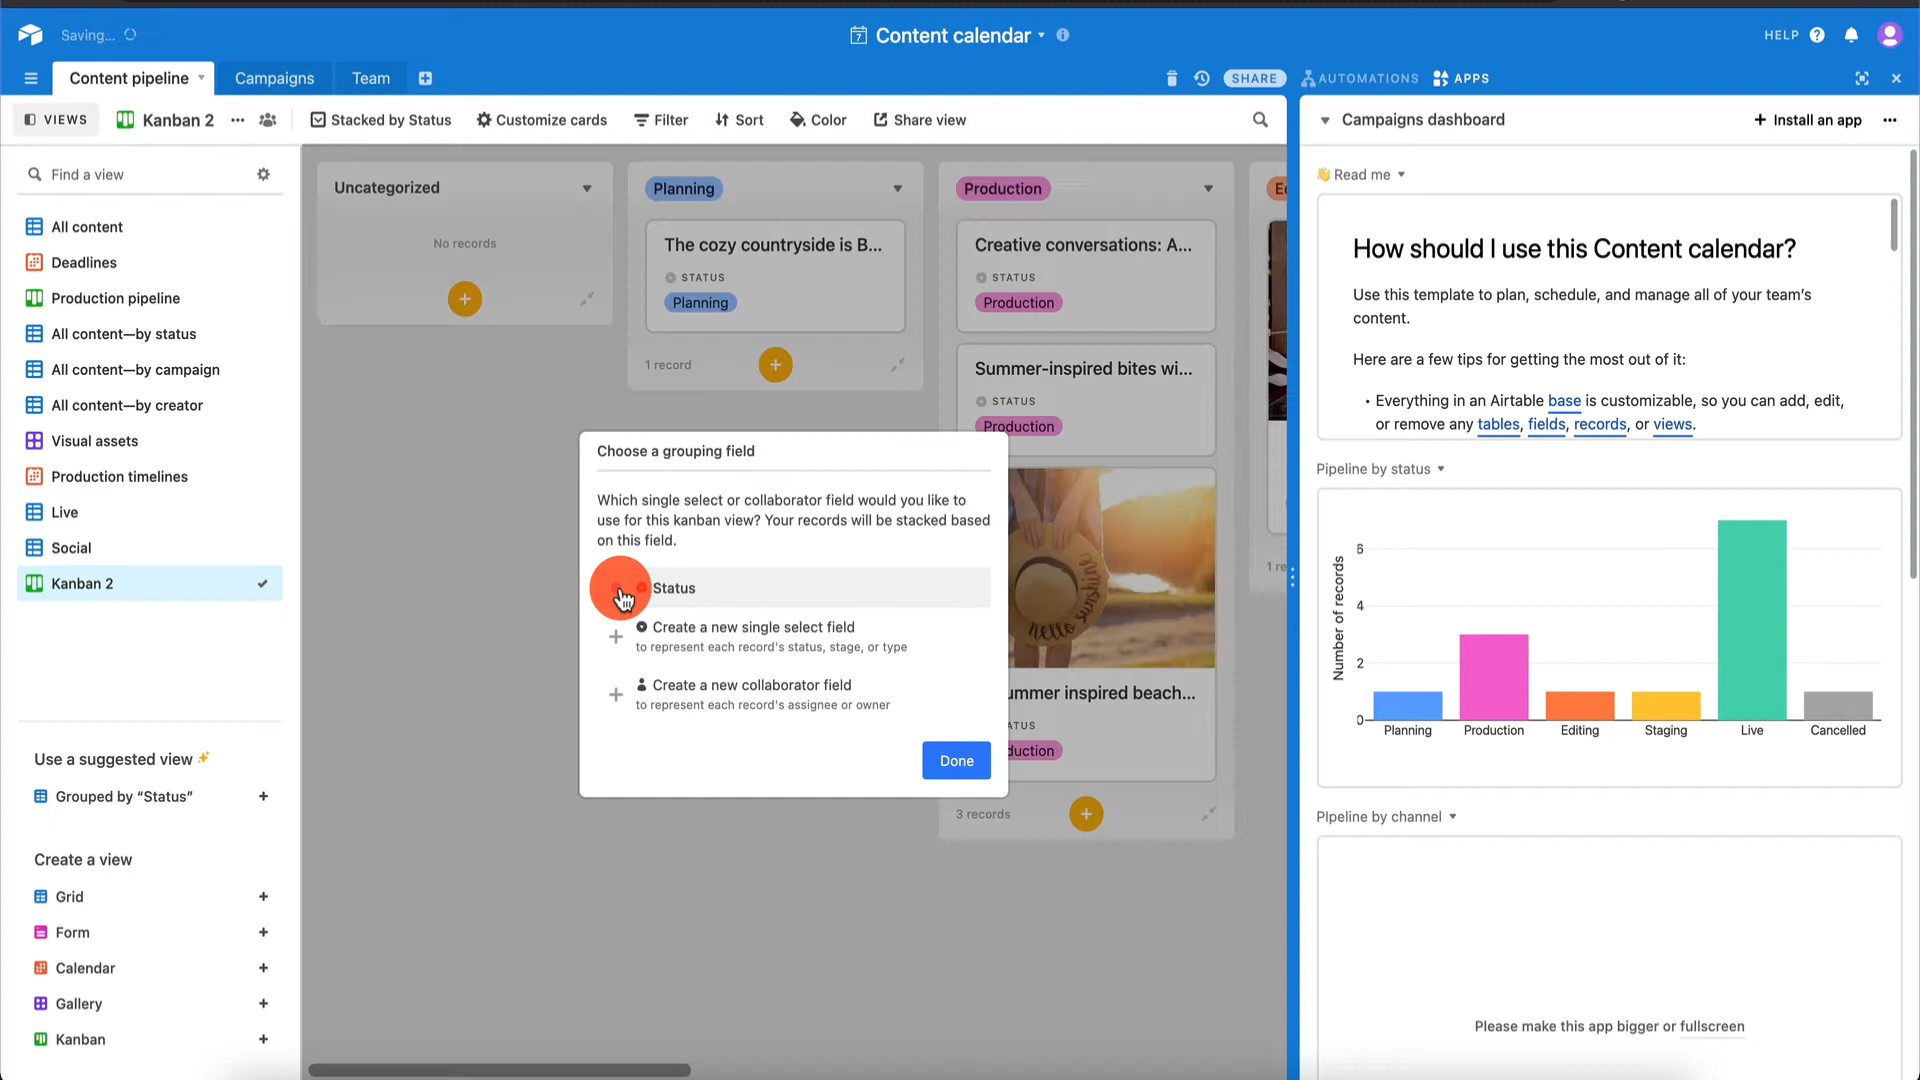 Saving...
Content calendar
HELP
Content pipeline
Campaigns
Team
SHARE
AUTOMATIONS
APPS
VIEWS
Kanban 2
Stacked by Status
Customize cards
Filter
Sort
Color
Share view
Campaigns dashboard
Install an app
Find a view
All content
Deadlines
Production pipeline
All content—by status
All content—by campaign
All content—by creator
Visual assets
Production timelines
Live
Social
Kanban 2
Use a suggested view
Grouped by “Status”
Create a view
Grid
Form
Calendar
Gallery
Kanban
Uncategorized
No records
Planning
The cozy countryside is B...
STATUS
Planning
1 record
Production
Creative conversations: A...
STATUS
Production
Summer-inspired bites wi...
STATUS
Production
hello sunshine
ummer inspired beach...
ATUS
duction
3 records
Ed
1 re
Choose a grouping field
Which single select or collaborator field would you like to
use for this kanban view? Your records will be stacked based
on this field.
Status
Create a new single select field
to represent each record's status, stage, or type
Create a new collaborator field
to represent each record's assignee or owner
Done
Read me
How should I use this Content calendar?
Use this template to plan, schedule, and manage all of your team’s
content.
Here are a few tips for getting the most out of it:
• Everything in an Airtable base is customizable, so you can add, edit,
or remove any tables, fields, records, or views.
Pipeline by status
Number of records
6
4
2
0
Planning
Production
Editing
Staging
Live
Cancelled
PIpeline by channel
Please make this app bigger or fullscreen